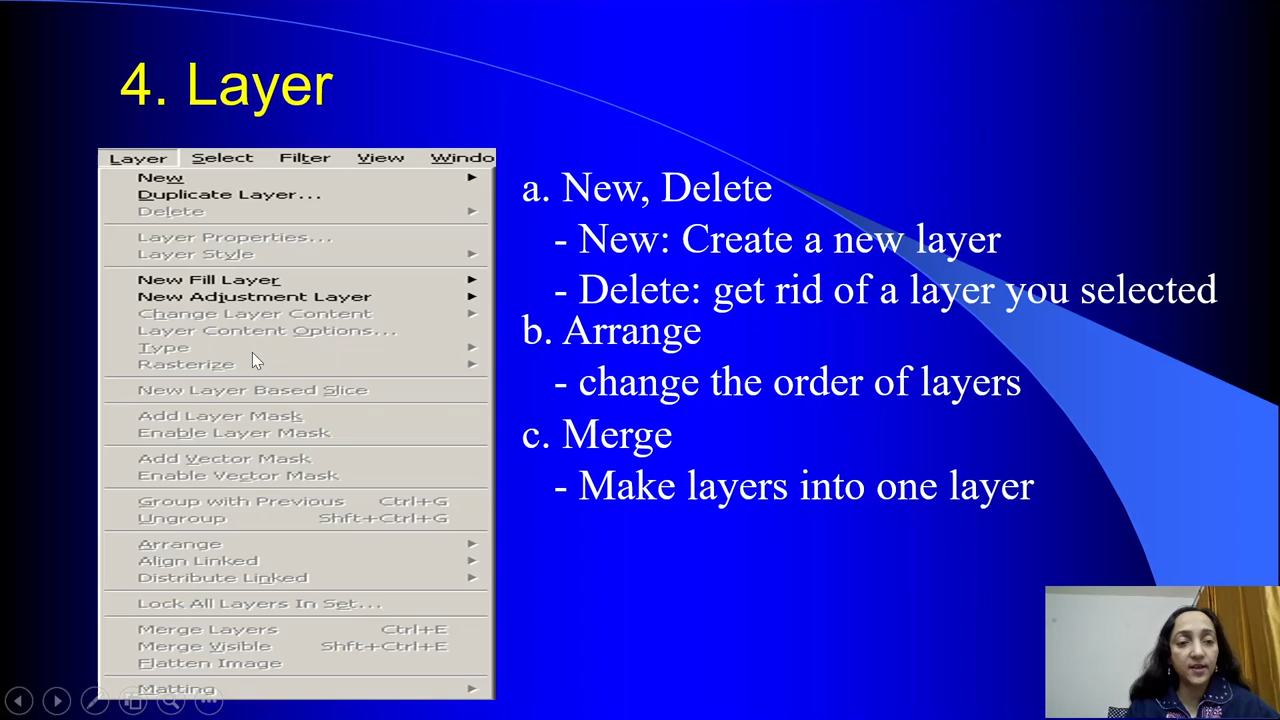 4. Layer
Layer Select Filter View Windo
New
Duplicate Layer...
Delete
Layer Properties...
Layer Style
New Fill Layer
New Adjustment Layer
Change Layer Content
Layer Content Options...
Type
Rasterize
New Layer Based Slice
Add Layer Mask
Enable Layer Mask
Add Vector Mask
Enable Vector Mask
Group with Previous Ctrl+G
Ungroup Shft+Ctrl+G
Arrange
Align Linked
Distribute Linked
Lock All Layers In Set...
Merge Layers Ctrl+E
Merge Visible Shft+Ctrl+E
Flatten Image
Matting
a. New, Delete
- New: Create a new layer
- Delete: get rid of a layer you selected
b. Arrange
- change the order of layers
c. Merge
- Make layers into one layer